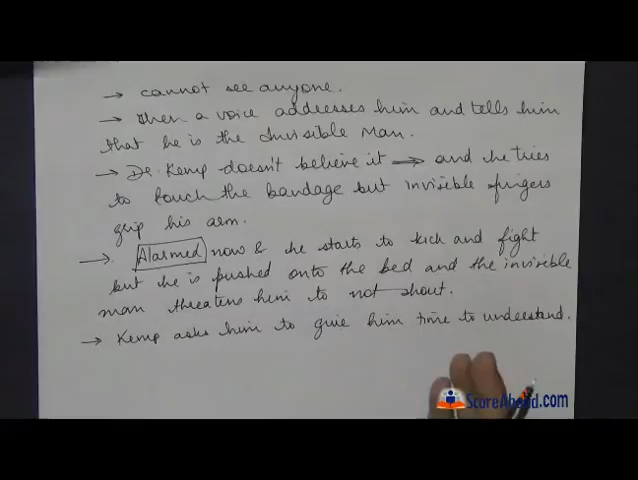 → cannot see anyone.
→ then a voice addresses him and tells him
that he is the Invisible Man.
→ Dr. Kemp doesn't believe it → and he tries
to touch the bandage but invisible fingers
grip his arm.
→ Alarmed now & he starts to kick and fight
but he is pushed onto the bed and the invisible
man threatens him to not shout.
→ Kemp asks him to give him time to understand.
ScoreAhead.com